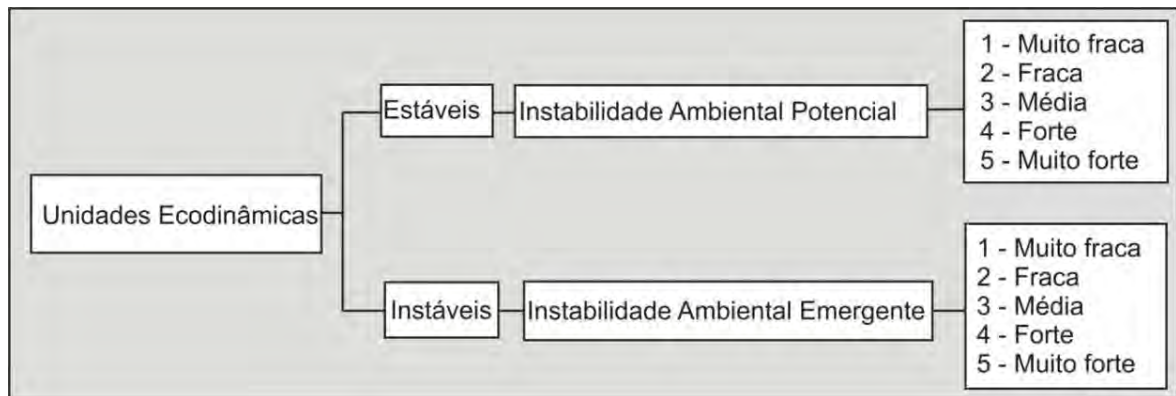 Unidades Ecodinâmicas
Estáveis
Instabilidade Ambiental Potencial
1 - Muito fraca
2 - Fraca
3 - Média
4 - Forte
5 - Muito forte
Instáveis
Instabilidade Ambiental Emergente
1 - Muito fraca
2 - Fraca
3 - Média
4 - Forte
5 - Muito forte